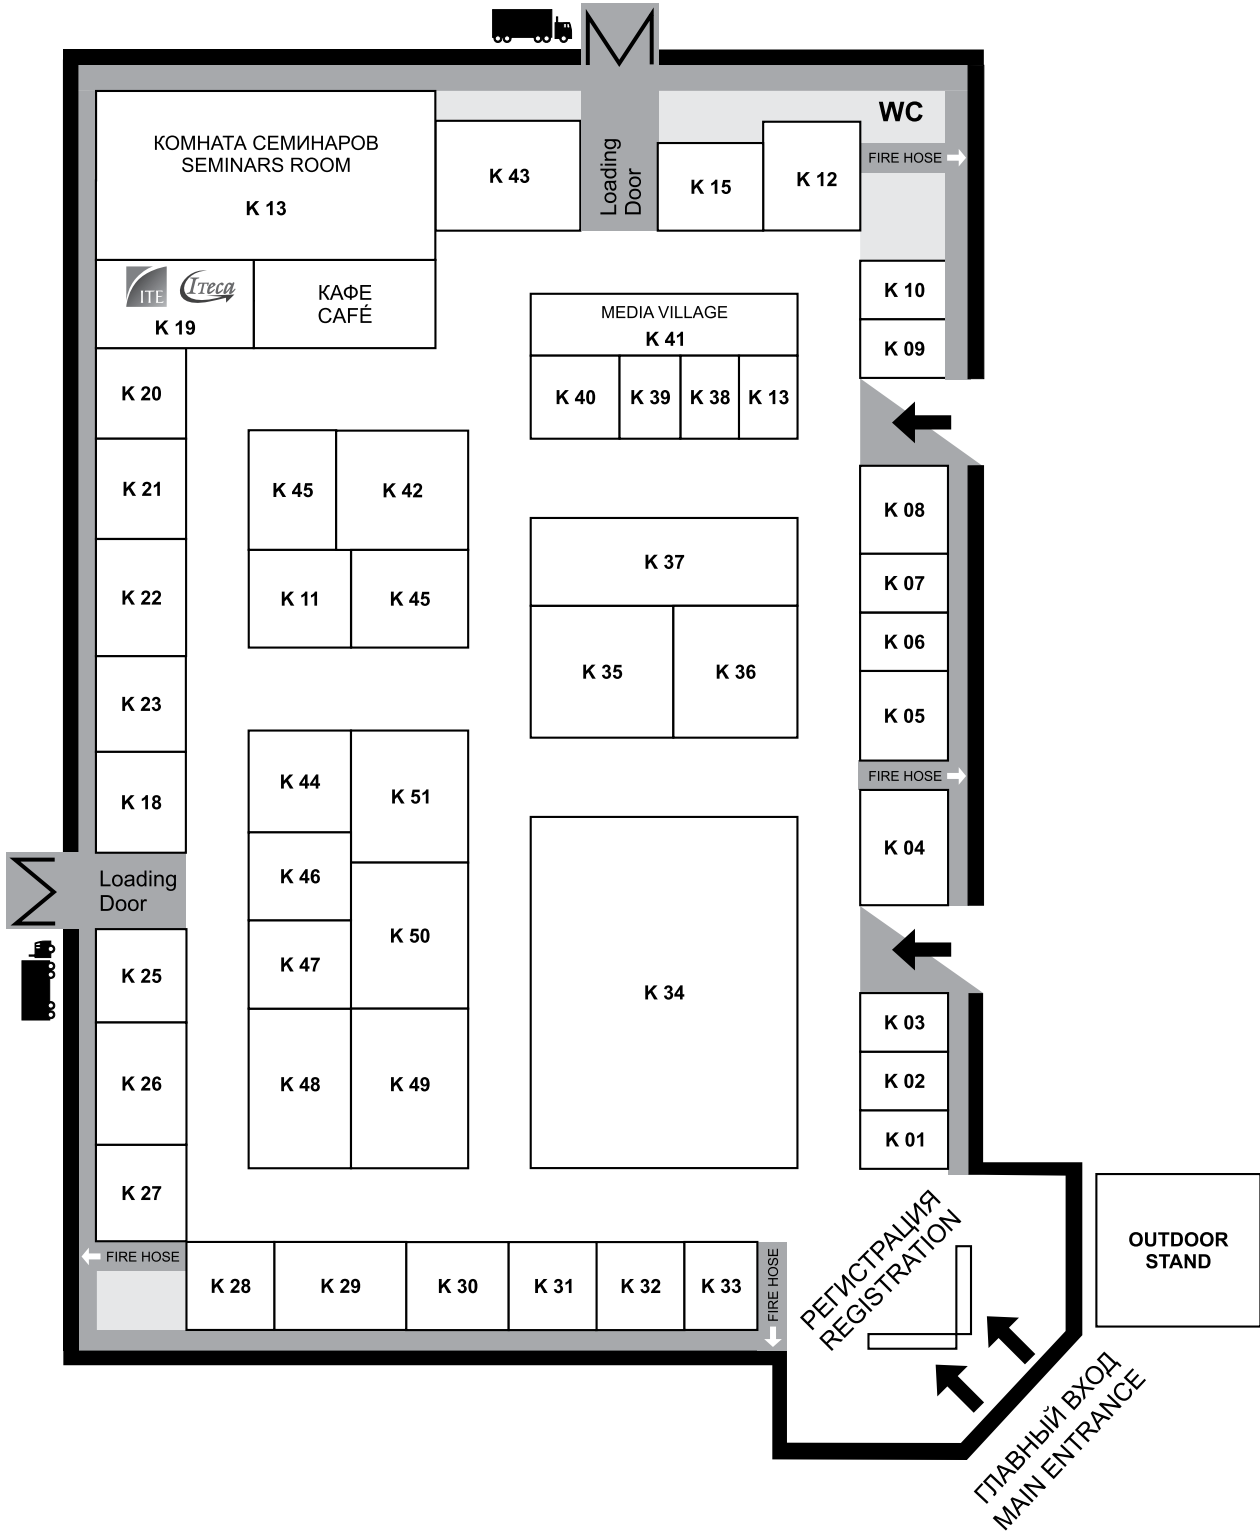 КОМНАТА СЕМИНАРОВ
SEMINARS ROOM
K 13
K 43
Loading
Door
K 15
K 12
WC
FIRE HOSE
ITE
ITECA
K 19
КАФЕ
CAFÉ
MEDIA VILLAGE
K 41
K 40
K 39
K 38
K 13
K 10
K 09
K 20
K 21
K 22
K 23
K 18
K 45
K 42
K 11
K 45
K 37
K 35
K 36
K 08
K 07
K 06
K 05
FIRE HOSE
K 04
Loading
Door
K 44
K 51
K 46
K 50
K 47
K 48
K 49
K 34
K 25
K 26
K 27
K 03
K 02
K 01
FIRE HOSE
K 28
K 29
K 30
K 31
K 32
K 33
FIRE HOSE
РЕГИСТРАЦИЯ
REGISTRATION
OUTDOOR
STAND
ГЛАВНЫЙ ВХОД
MAIN ENTRANCE